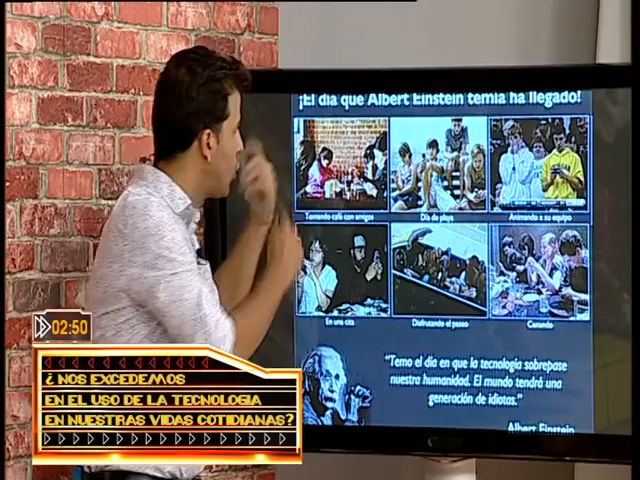 ¡El día que Albert Einstein temía ha llegado!
Tomando café con amigos
Día de playa
Animando a su equipo
En una cita
Disfrutando el paseo
Cenando
"Temo el día en que la tecnología sobrepase
nuestra humanidad. El mundo tendrá una
generación de idiotas."
Albert Einstein
02:50
¿NOS EXCEDEMOS
EN EL USO DE LA TECNOLOGIA
EN NUESTRAS VIDAS COTIDIANAS?